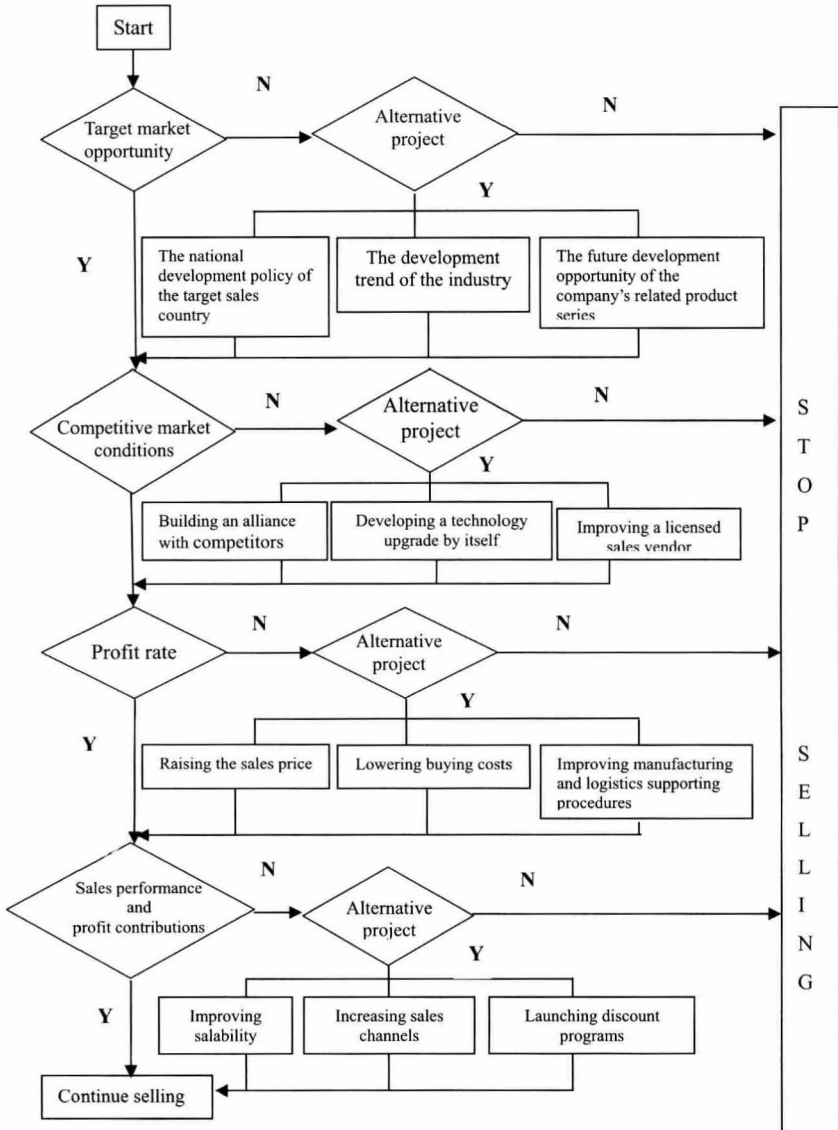 Start
N
N
Target market
opportunity
Alternative
project
Y
Y
The national
development policy of
the target sales
country
The development
trend of the industry
The future development
opportunity of the
company's related product
series
N
N
Competitive market
conditions
Alternative
project
Y
Building an alliance
with competitors
Developing a technology
upgrade by itself
Improving a licensed
sales vendor
N
N
Profit rate
Alternative
project
Y
Y
Raising the sales price
Lowering buying costs
Improving manufacturing
and logistics supporting
procedures
N
N
Sales performance
and
profit contributions
Alternative
project
Y
Y
Improving
salability
Increasing sales
channels
Launching discount
programs
Continue selling
S
T
O
P
S
E
L
L
I
N
G